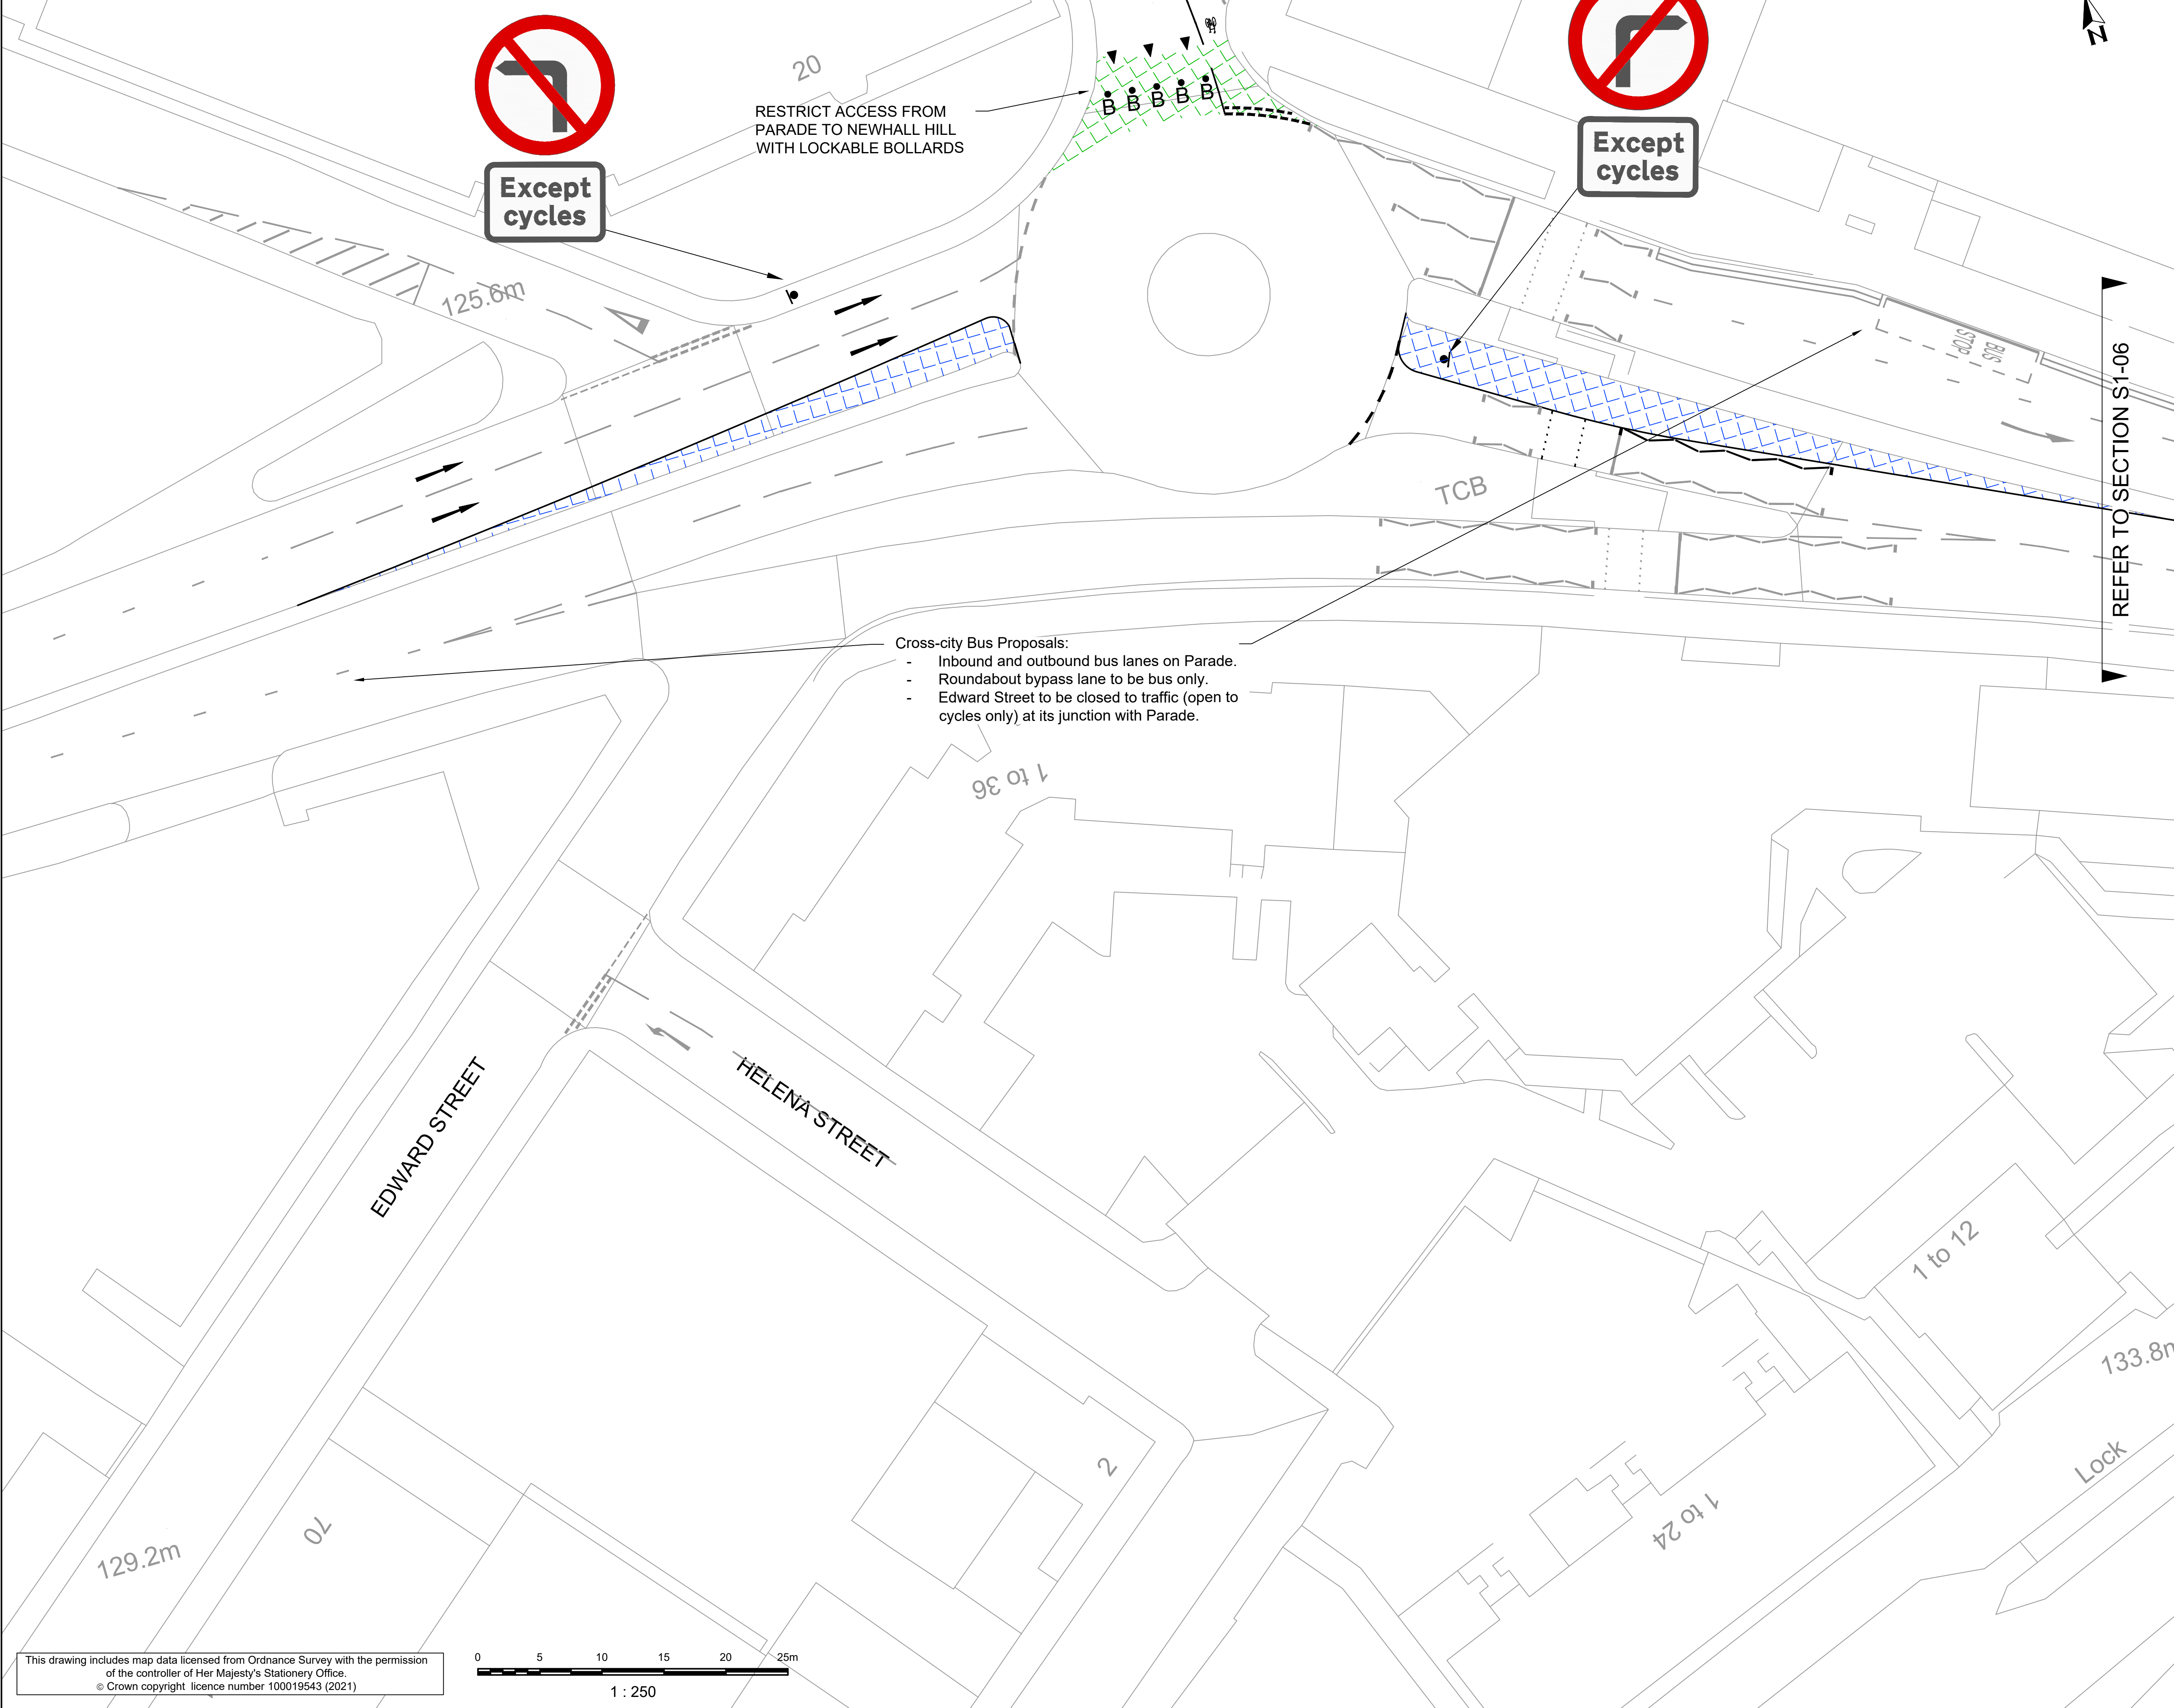 N
20
RESTRICT ACCESS FROM
PARADE TO NEWHALL HILL
WITH LOCKABLE BOLLARDS
B B B B B
Except
cycles
Except
cycles
125.6m
BUS
STOP
REFER TO SECTION S1-06
TCB
Cross-city Bus Proposals:
- Inbound and outbound bus lanes on Parade.
- Roundabout bypass lane to be bus only.
- Edward Street to be closed to traffic (open to
cycles only) at its junction with Parade.
1 to 36
EDWARD STREET
HELENA STREET
1 to 12
133.8m
Lock
1 to 24
2
70
129.2m
This drawing includes map data licensed from Ordnance Survey with the permission
of the controller of Her Majesty's Stationery Office.
© Crown copyright licence number 100019543 (2021)
0 5 10 15 20 25m
1 : 250